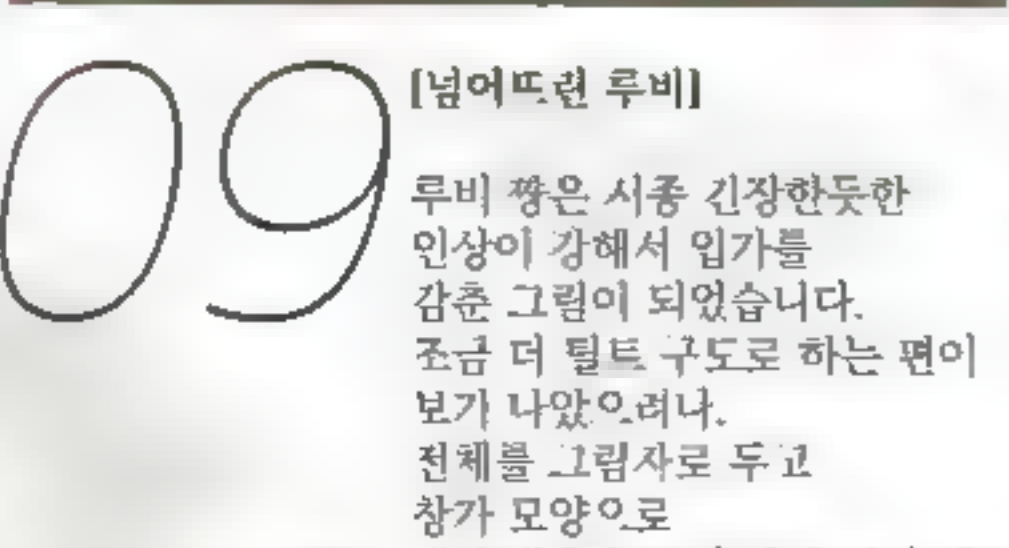 09
[넘어뜨린 루비]
루비 짱은 시종 긴장한듯한
인상이 강해서 입가를
감춘 그림이 되었습니다.
조금 더 틸트 구도로 하는 편이
보기 나았으려나.
전체를 그림자로 두고
창가 모양으로